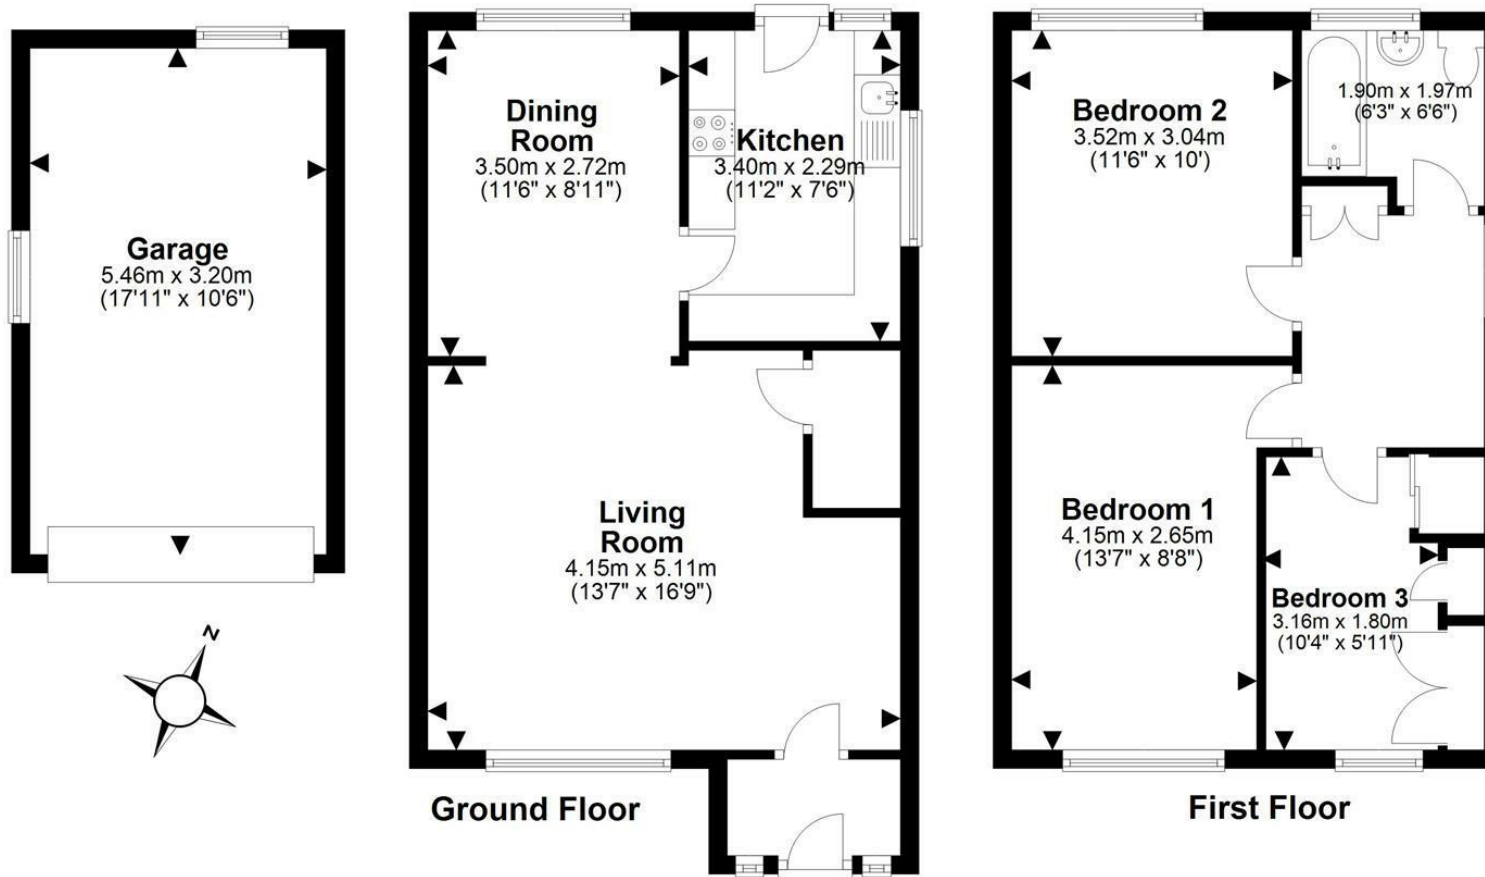 Garage
5.46m x 3.20m
(17'11" x 10'6")
N
Dining
Room
3.50m x 2.72m
(11'6" x 8'11")
Kitchen
3.40m x 2.29m
(11'2" x 7'6")
Living
Room
4.15m x 5.11m
(13'7" x 16'9")
Ground Floor
Bedroom 2
3.52m x 3.04m
(11'6" x 10')
1.90m x 1.97m
(6'3" x 6'6")
Bedroom 1
4.15m x 2.65m
(13'7" x 8'8")
Bedroom 3
3.16m x 1.80m
(10'4" x 5'11")
First Floor